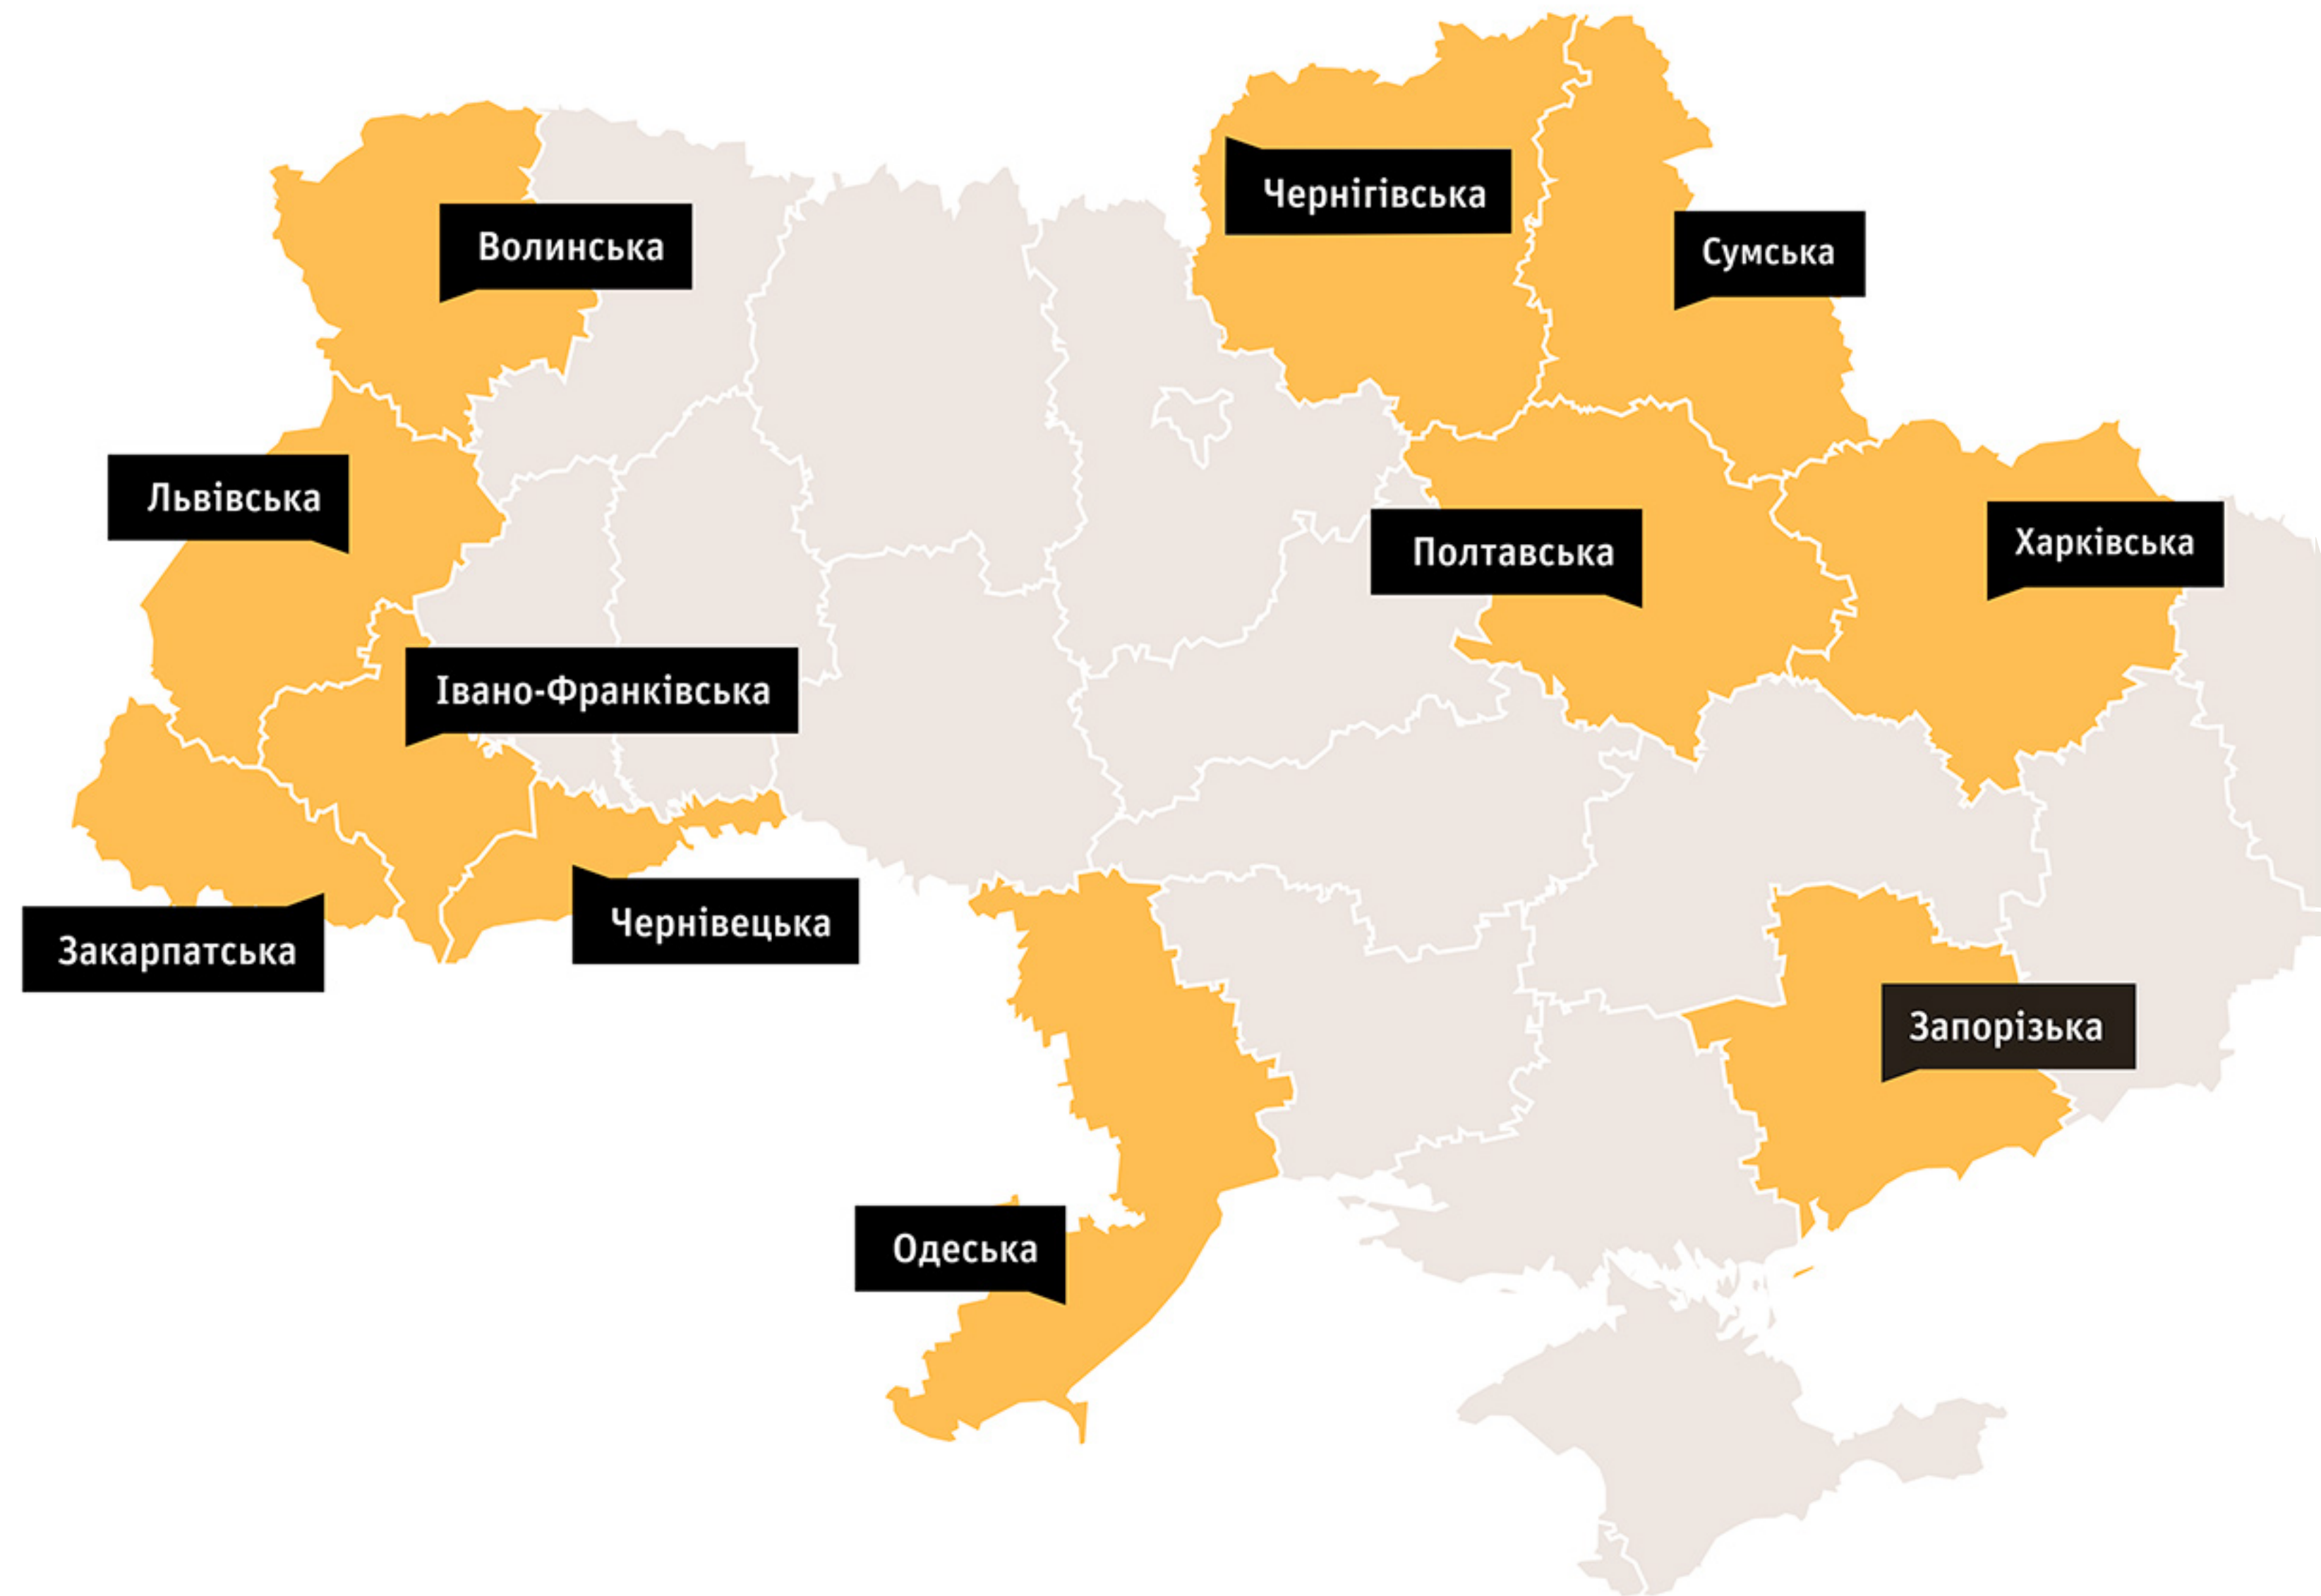 Чернігівська
Волинська
Сумська
Львівська
Полтавська
Харківська
Івано-Франківська
Чернівецька
Закарпатська
Запорізька
Одеська